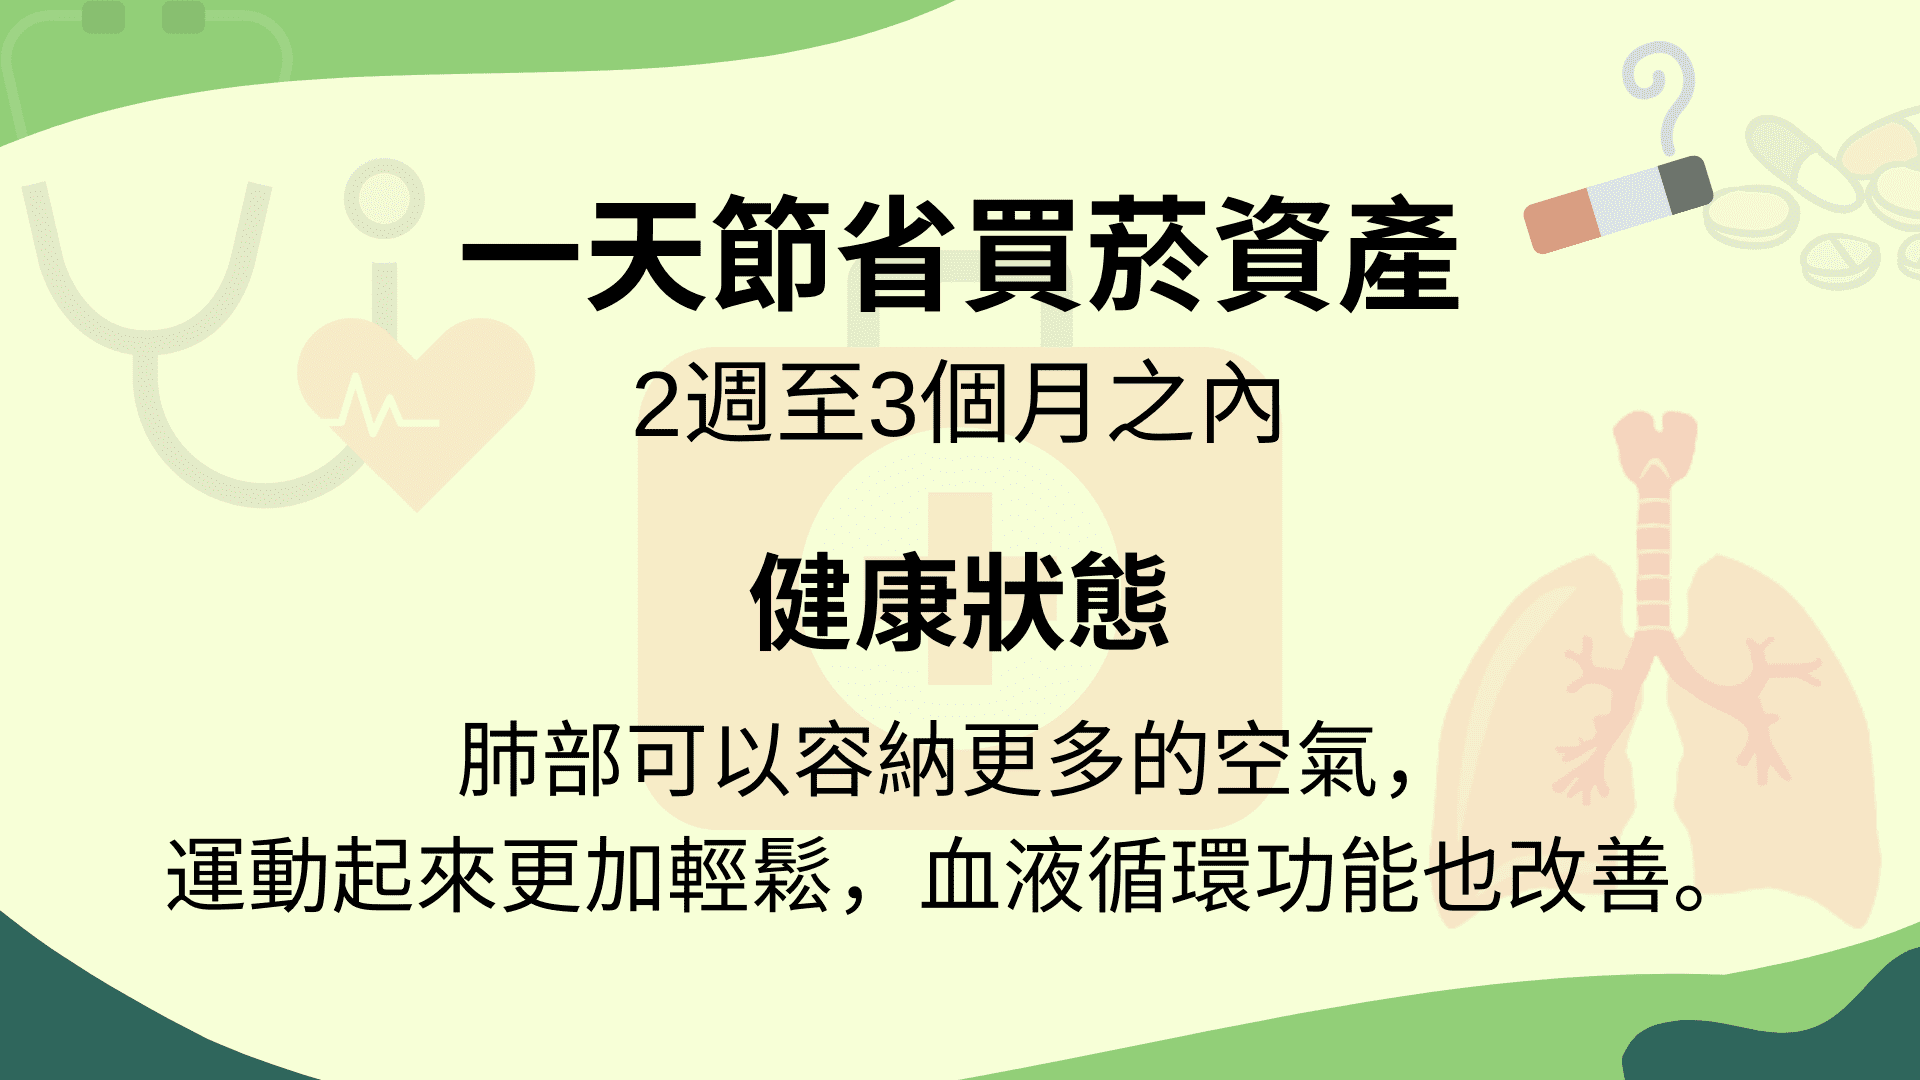 一天節省買菸資產
2週至3個月之內
健康狀態
肺部可以容納更多的空氣，
運動起來更加輕鬆，血液循環功能也改善。